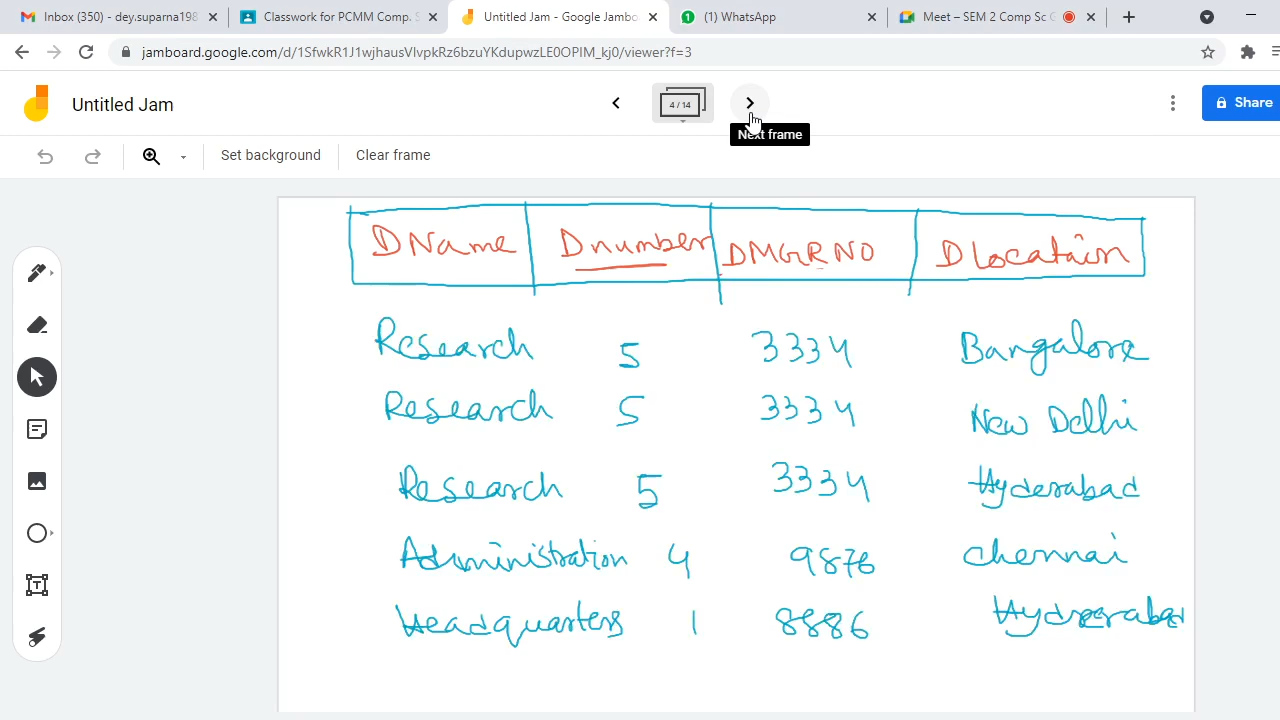 Inbox (350) - dey.suparna198 Classwork for PCMM Comp. S Untitled Jam - Google Jambo (1) WhatsApp Meet – SEM 2 Comp Sc G
jamboard.google.com/d/1SfwkR1J1wjhausVlvpkRz6bzuYKdupwzLE0OPIM_kj0/viewer?f=3
Untitled Jam 4 / 14 Share
Next frame
Set background Clear frame
DName Dnumber DMGRNO Dlocatain
Research 5 3334 Bangalore
Research 5 3334 New Delhi
Research 5 3334 Hyderabad
Administration 4 9876 chennai
Headquarters 1 8886 Hyderabad